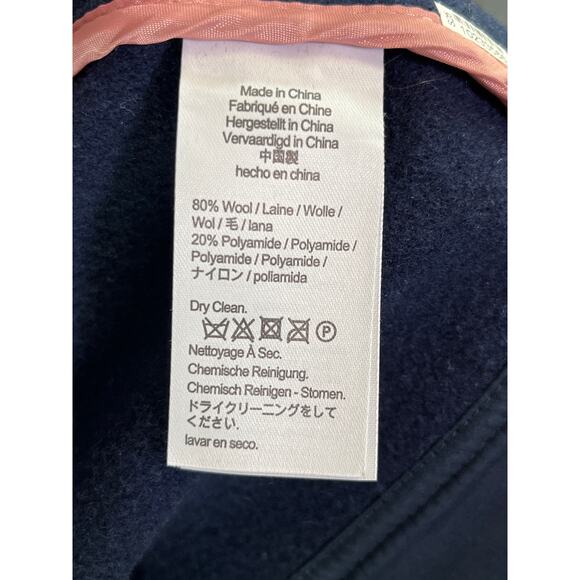 Made in China
Fabriqué en Chine
Hergestellt in China
Vervaardigd in China
中国製
hecho en china
80% Wool / Laine / Wolle /
Wol / 毛 / lana
20% Polyamide / Polyamide /
Polyamide / Polyamide /
ナイロン / poliamida
Dry Clean.
P
Nettoyage À Sec.
Chemische Reinigung.
Chemisch Reinigen - Stomen.
ドライクリーニングをして
ください.
lavar en seco.